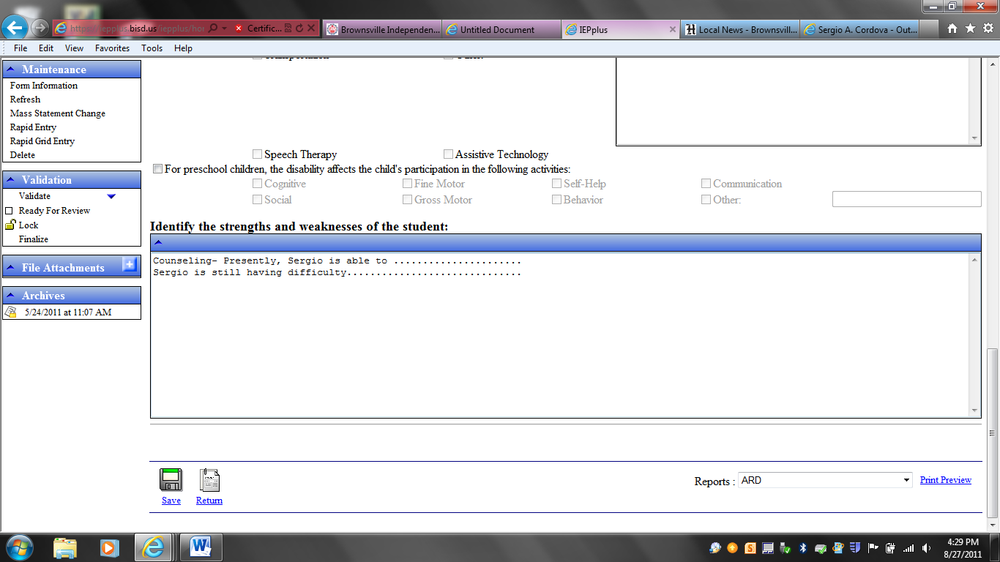 https://iepplus.bisd.us/iepplus/ho Certific...
Brownsville Independen...
Untitled Document
IEPplus
Local News - Brownsvill...
Sergio A. Cordova - Out...
File Edit View Favorites Tools Help
Maintenance
Form Information
Refresh
Mass Statement Change
Rapid Entry
Rapid Grid Entry
Delete
Validation
Validate
Ready For Review
Lock
Finalize
File Attachments
Archives
5/24/2011 at 11:07 AM
Speech Therapy Assistive Technology
For preschool children, the disability affects the child's participation in the following activities:
Cognitive Fine Motor Self-Help Communication
Social Gross Motor Behavior Other:
Identify the strengths and weaknesses of the student:
Counseling- Presently, Sergio is able to ......................
Sergio is still having difficulty..............................
Save Return
Reports : ARD Print Preview
4:29 PM
8/27/2011